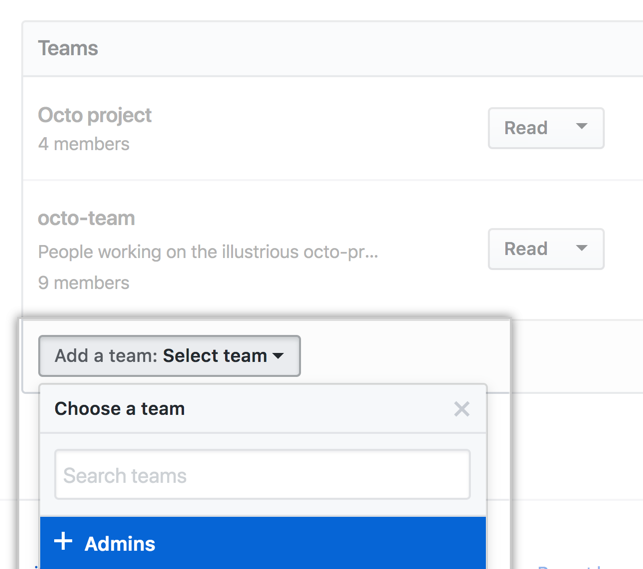 Teams
Octo project
4 members
Read
octo-team
People working on the illustrious octo-pr...
9 members
Read
Add a team: Select team
Choose a team
Search teams
Admins